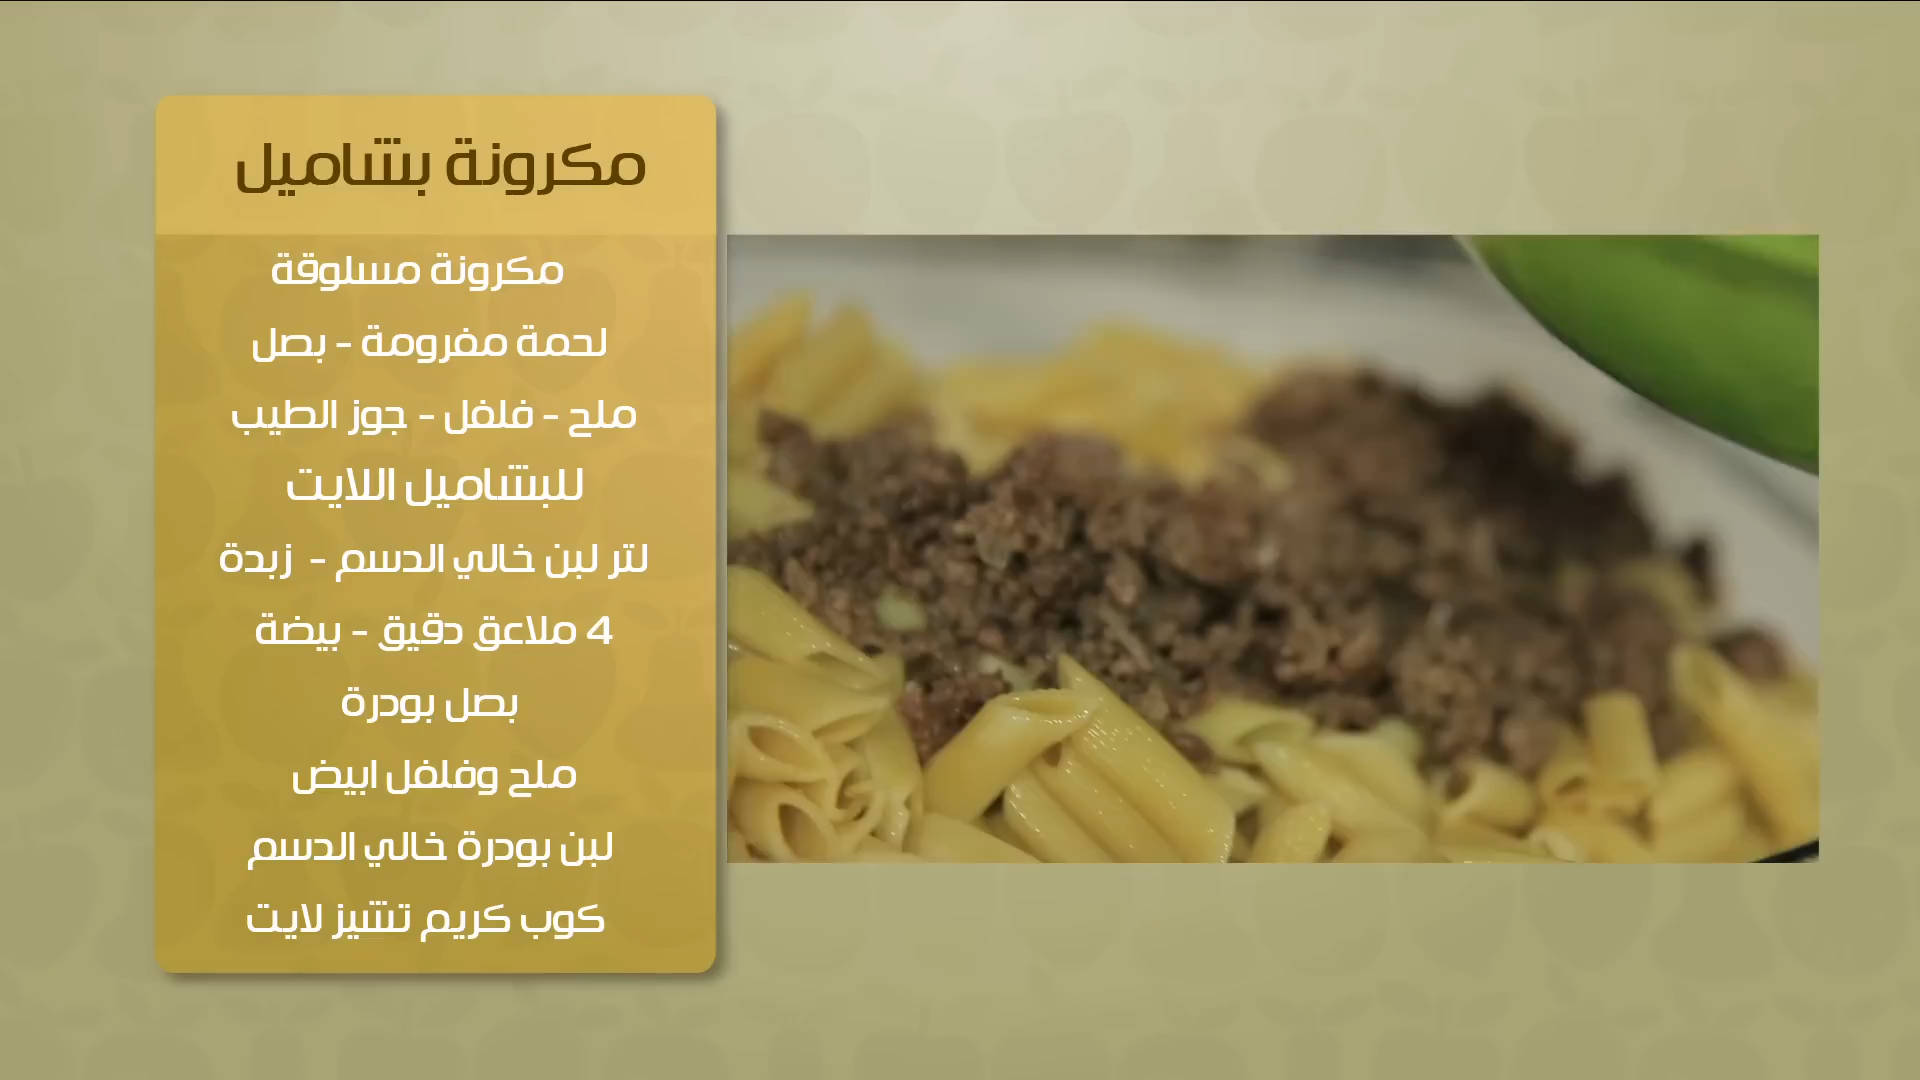 مكرونة بشاميل
مكرونة مسلوقة
لحمة مفرومة - بصل
ملح - فلفل - جوز الطيب
للبشاميل اللايت
لتر لبن خالي الدسم - زبدة
4 ملاعق دقيق - بيضة
بصل بودرة
ملح وفلفل ابيض
لبن بودرة خالي الدسم
كوب كريم تشيز لايت